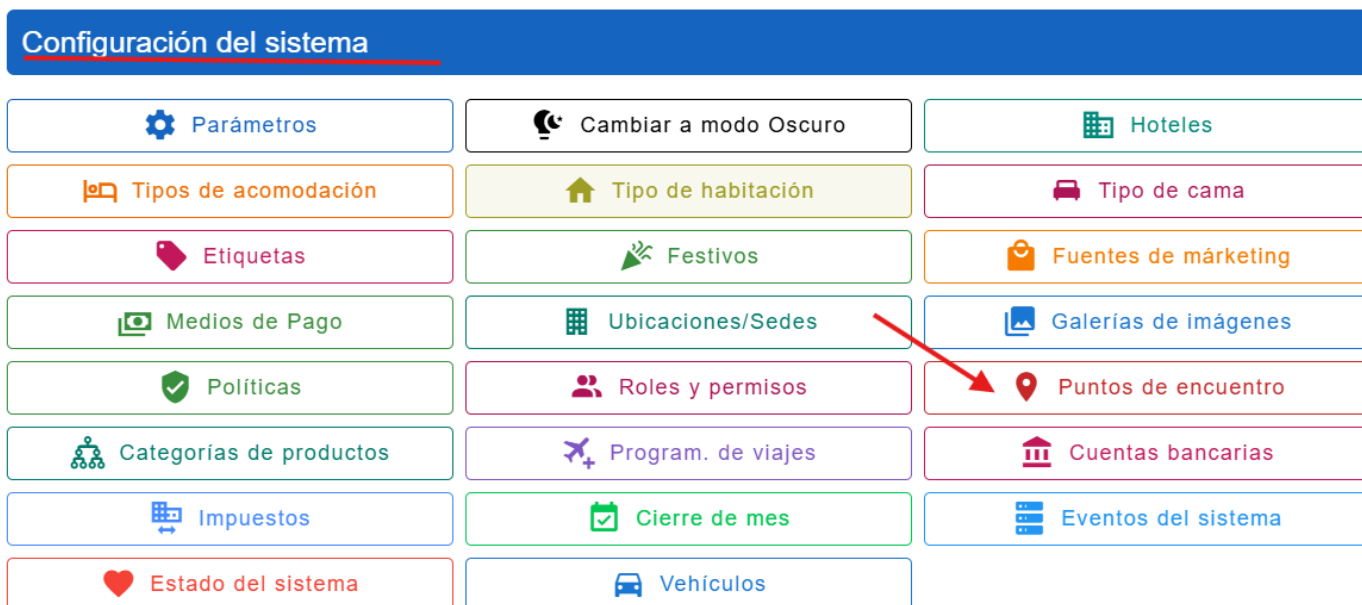 Configuración del sistema
Parámetros
Cambiar a modo Oscuro
Hoteles
Tipos de acomodación
Tipo de habitación
Tipo de cama
Etiquetas
Festivos
Fuentes de márketing
Medios de Pago
Ubicaciones/Sedes
Galerías de imágenes
Políticas
Roles y permisos
Puntos de encuentro
Categorías de productos
Program. de viajes
Cuentas bancarias
Impuestos
Cierre de mes
Eventos del sistema
Estado del sistema
Vehículos